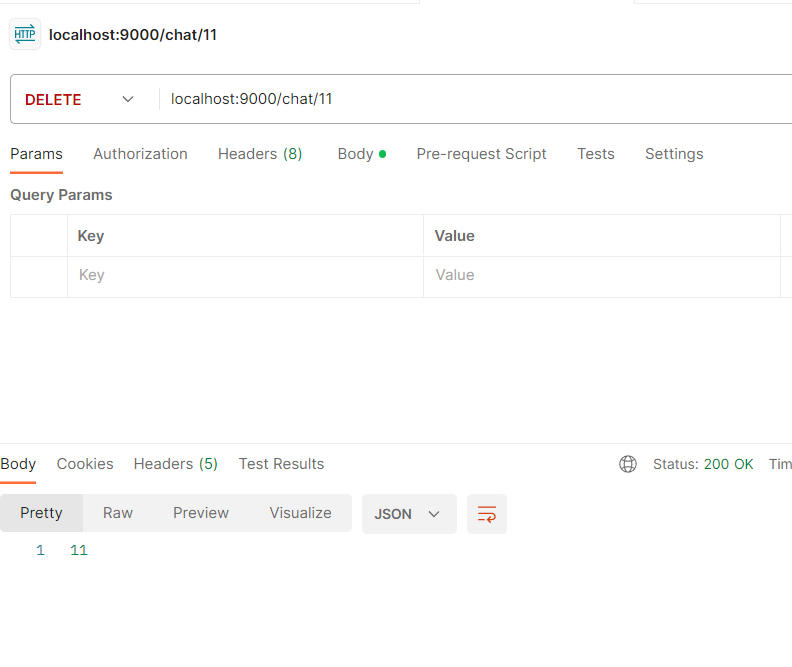 HTTP localhost:9000/chat/11
DELETE localhost:9000/chat/11
Params Authorization Headers (8) Body Pre-request Script Tests Settings
Query Params
Key Value
Key Value
Body Cookies Headers (5) Test Results Status: 200 OK Tim
Pretty Raw Preview Visualize JSON
1 11